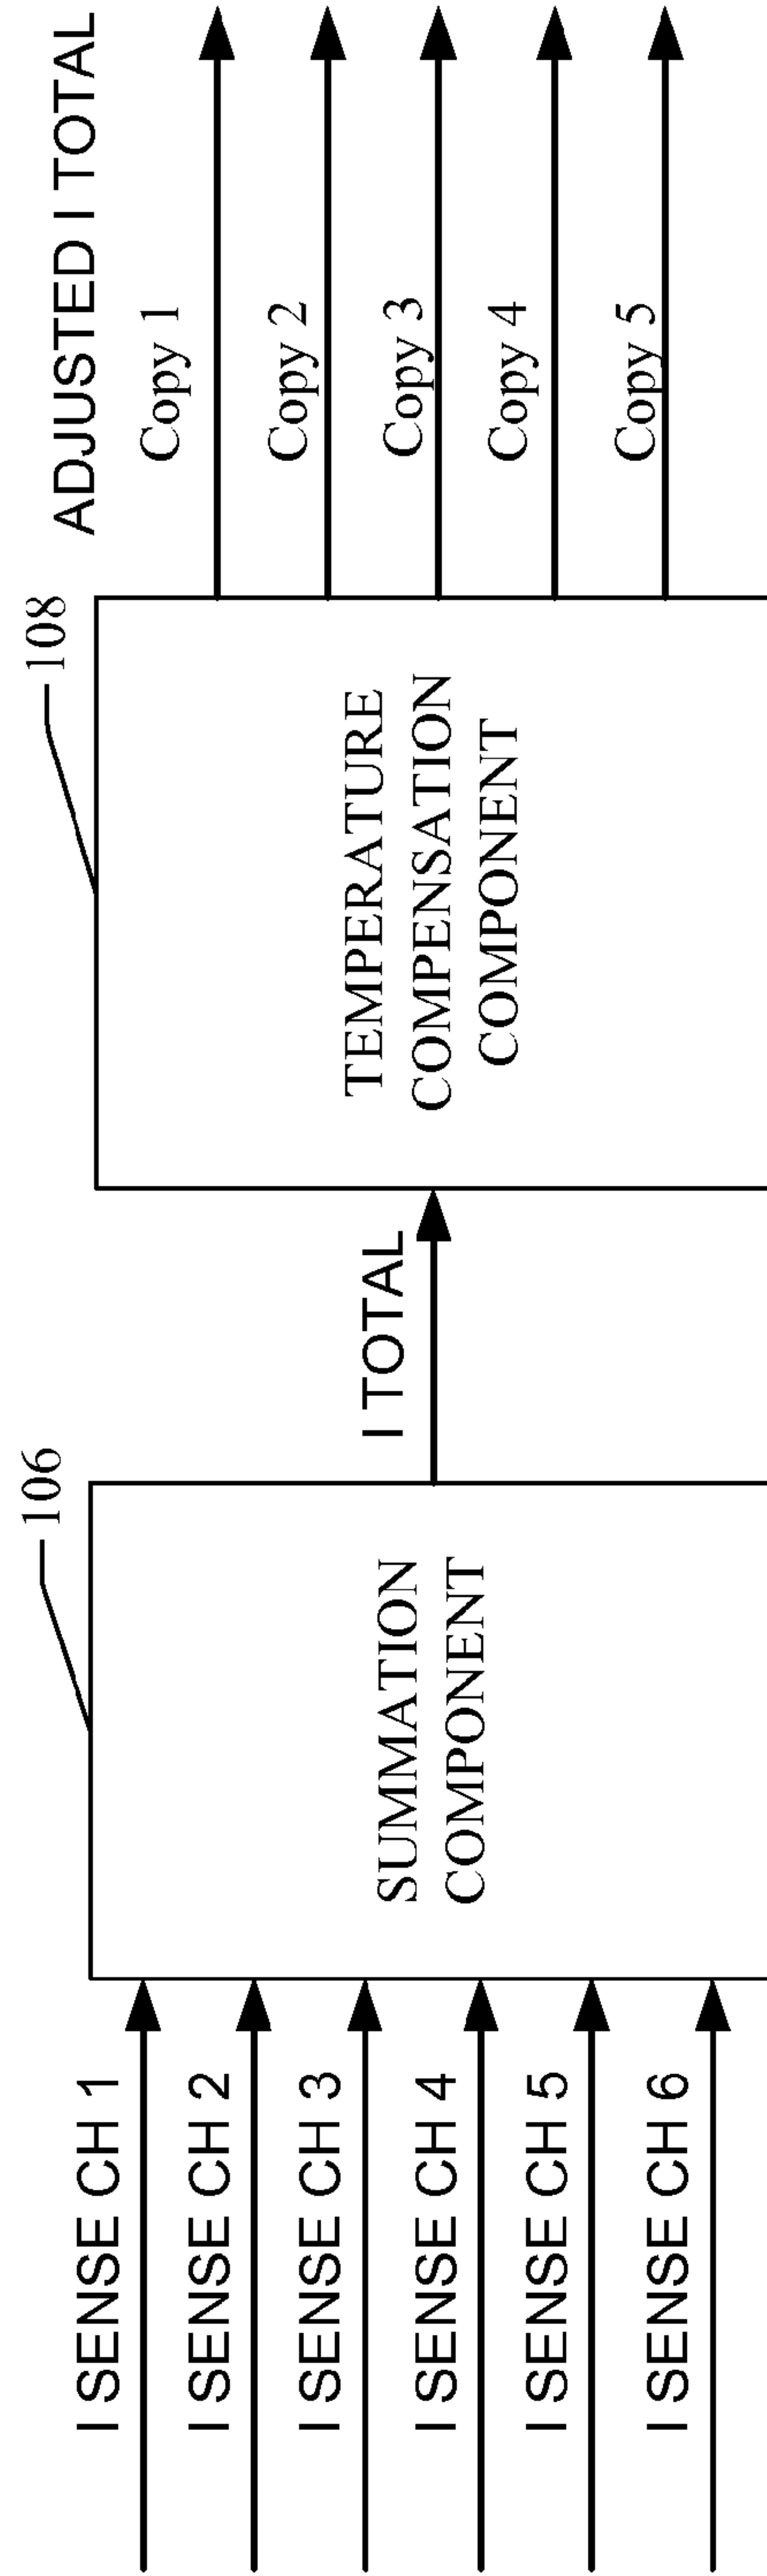 I SENSE CH 1
I SENSE CH 2
I SENSE CH 3
I SENSE CH 4
I SENSE CH 5
I SENSE CH 6
106
SUMMATION
COMPONENT
I TOTAL
108
TEMPERATURE
COMPENSATION
COMPONENT
ADJUSTED I TOTAL
Copy 1
Copy 2
Copy 3
Copy 4
Copy 5